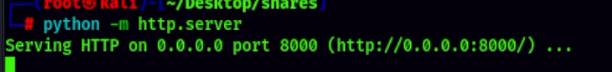 (root㉿kali)-[~/Desktop/shares]
# python -m http.server
Serving HTTP on 0.0.0.0 port 8000 (http://0.0.0.0:8000/) ...